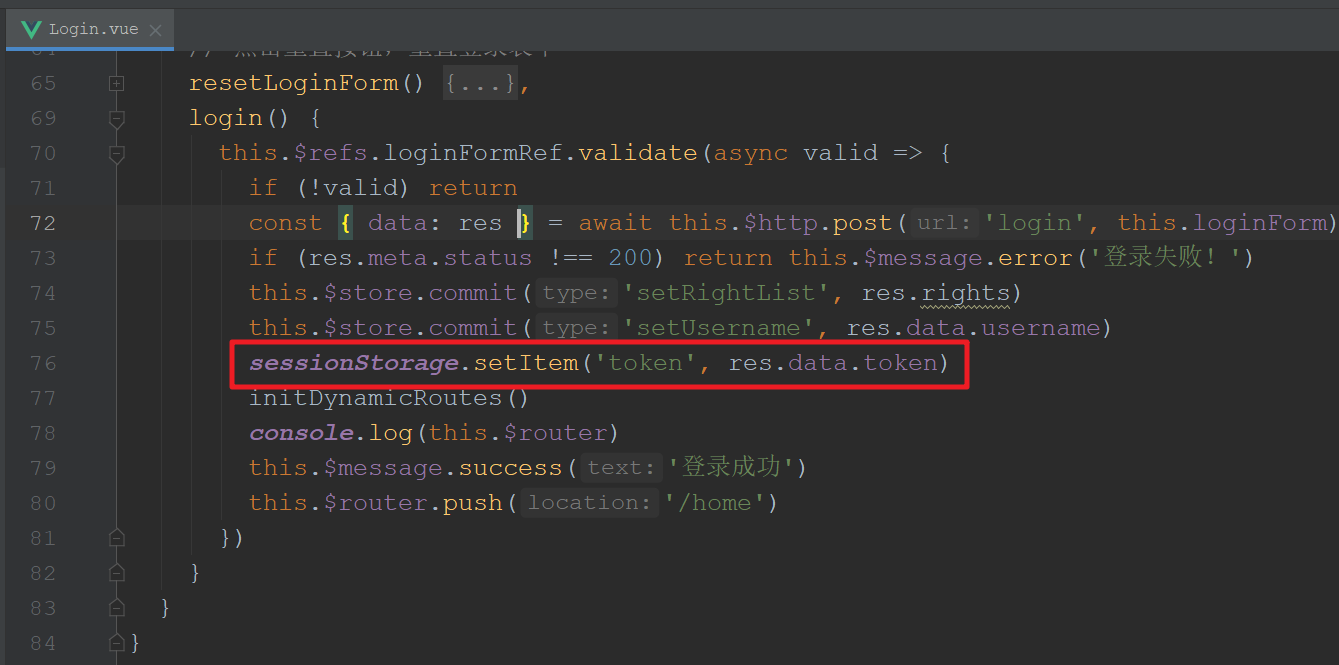 Login.vue
65 resetLoginForm() {...},
69 login() {
70 this.$refs.loginFormRef.validate(async valid => {
71 if (!valid) return
72 const { data: res } = await this.$http.post( url: 'login', this.loginForm)
73 if (res.meta.status !== 200) return this.$message.error('登录失败！')
74 this.$store.commit( type: 'setRightList', res.rights)
75 this.$store.commit( type: 'setUsername', res.data.username)
76 sessionStorage.setItem('token', res.data.token)
77 initDynamicRoutes()
78 console.log(this.$router)
79 this.$message.success( text: '登录成功')
80 this.$router.push( location: '/home')
81 })
82 }
83 }
84 }